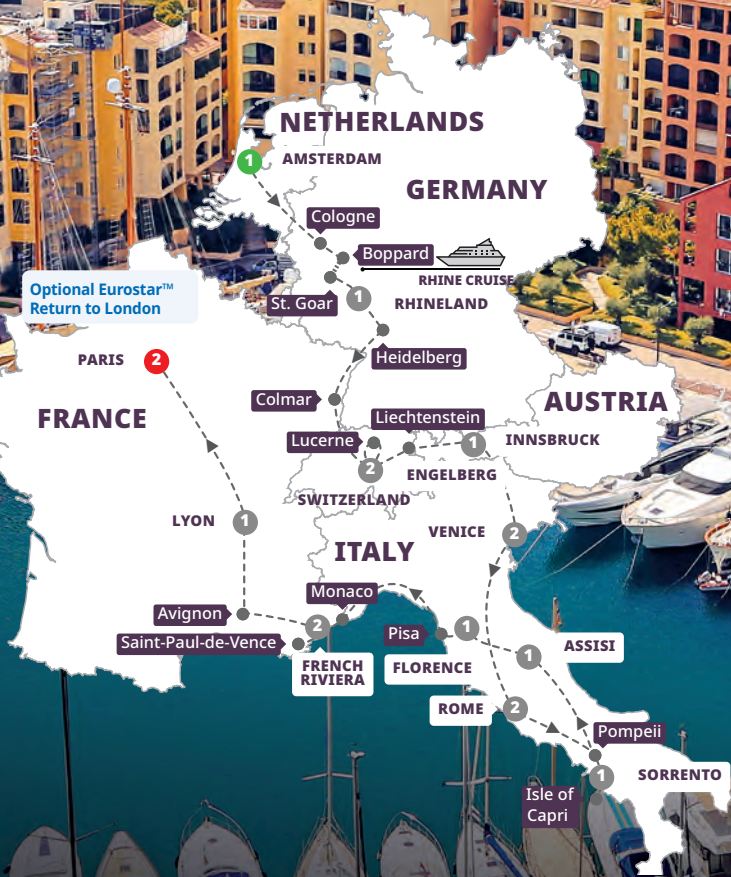 NETHERLANDS
1
AMSTERDAM
GERMANY
Cologne
Boppard
RHINE CRUISE
Optional Eurostar™
Return to London
St. Goar
1
RHINELAND
PARIS
2
Heidelberg
Colmar
FRANCE
AUSTRIA
Liechtenstein
Lucerne
1
INNSBRUCK
2
ENGELBERG
SWITZERLAND
LYON
1
VENICE
2
ITALY
Monaco
Avignon
2
Pisa
1
Saint-Paul-de-Vence
FRENCH
RIVIERA
FLORENCE
1
ASSISI
ROME
2
Pompeii
1
SORRENTO
Isle of
Capri